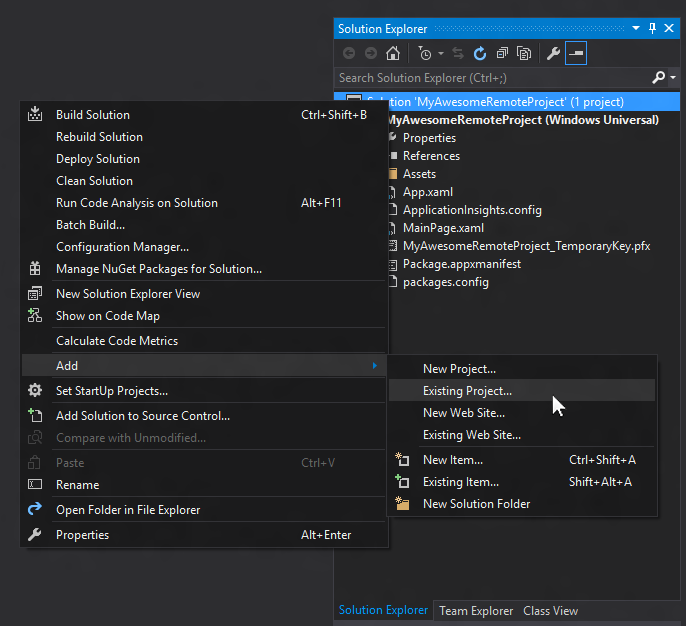 Solution Explorer
Search Solution Explorer (Ctrl+;)
Solution 'MyAwesomeRemoteProject' (1 project)
MyAwesomeRemoteProject (Windows Universal)
Properties
References
Assets
App.xaml
ApplicationInsights.config
MainPage.xaml
MyAwesomeRemoteProject_TemporaryKey.pfx
Package.appxmanifest
packages.config
Build Solution Ctrl+Shift+B
Rebuild Solution
Deploy Solution
Clean Solution
Run Code Analysis on Solution Alt+F11
Batch Build...
Configuration Manager...
Manage NuGet Packages for Solution...
New Solution Explorer View
Show on Code Map
Calculate Code Metrics
Add
Set StartUp Projects...
Add Solution to Source Control...
Compare with Unmodified...
Paste Ctrl+V
Rename
Open Folder in File Explorer
Properties Alt+Enter
New Project...
Existing Project...
New Web Site...
Existing Web Site...
New Item... Ctrl+Shift+A
Existing Item... Shift+Alt+A
New Solution Folder
Solution Explorer Team Explorer Class View